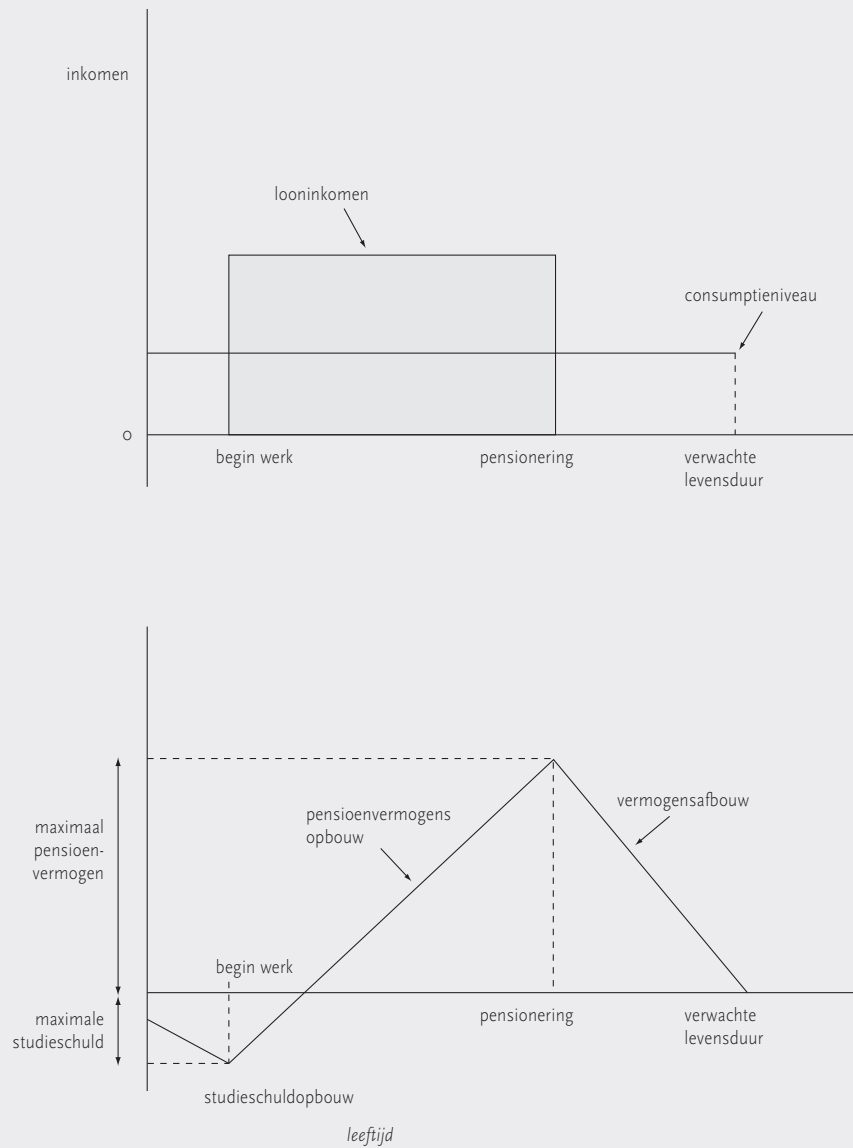 inkomen
looninkomen
consumptieniveau
0
begin werk
pensionering
verwachte
levensduur
pensioenvermogens
opbouw
vermogensafbouw
maximaal
pensioen-
vermogen
begin werk
maximale
studieschuld
pensionering
verwachte
levensduur
studieschuldopbouw
leeftijd